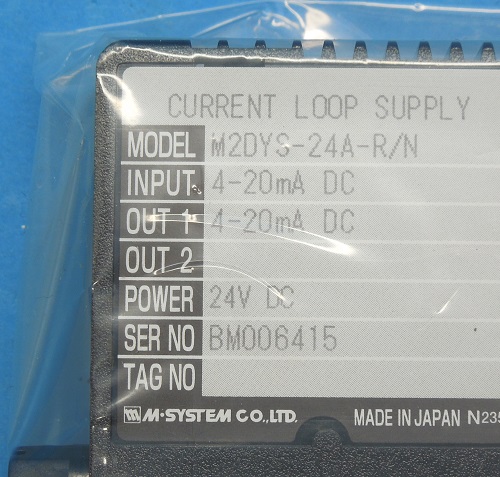 CURRENT LOOP SUPPLY
MODEL M2DYS-24A-R/N
INPUT 4-20mA DC
OUT 1 4-20mA DC
OUT 2
POWER 24V DC
SER NO BM006415
TAG NO
M-SYSTEM CO.,LTD. MADE IN JAPAN N235